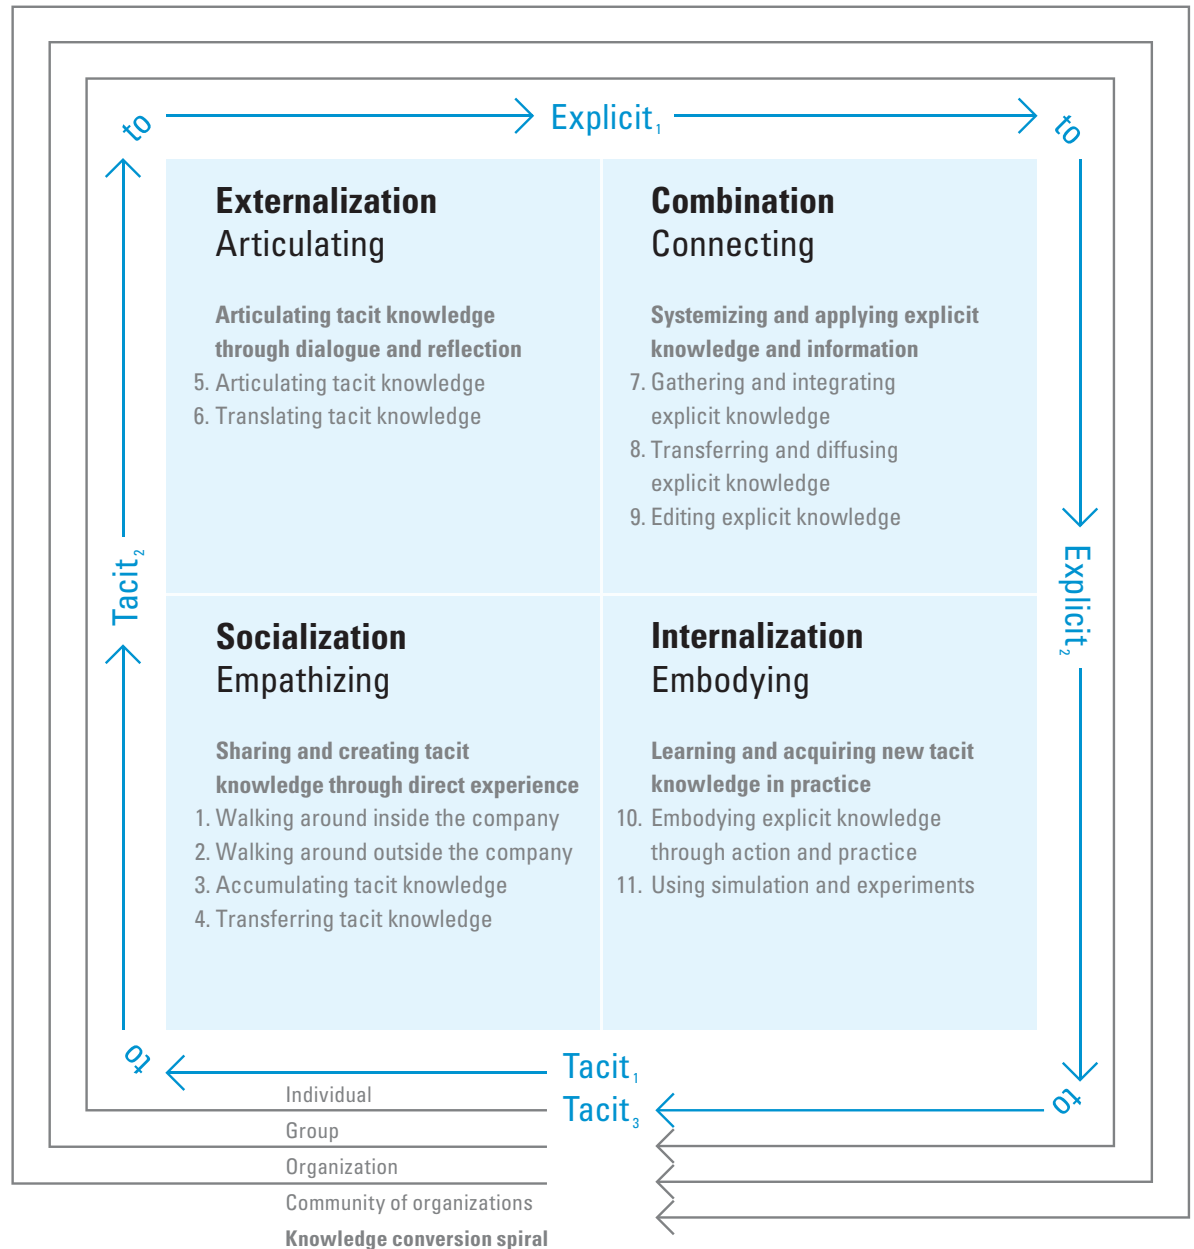 to
Explicit₁
to
Externalization
Articulating
Articulating tacit knowledge
through dialogue and reflection
5. Articulating tacit knowledge
6. Translating tacit knowledge
Combination
Connecting
Systemizing and applying explicit
knowledge and information
7. Gathering and integrating
explicit knowledge
8. Transferring and diffusing
explicit knowledge
9. Editing explicit knowledge
Tacit₂
Explicit₂
Socialization
Empathizing
Sharing and creating tacit
knowledge through direct experience
1. Walking around inside the company
2. Walking around outside the company
3. Accumulating tacit knowledge
4. Transferring tacit knowledge
Internalization
Embodying
Learning and acquiring new tacit
knowledge in practice
10. Embodying explicit knowledge
through action and practice
11. Using simulation and experiments
to
Tacit₁
Tacit₃
to
Individual
Group
Organization
Community of organizations
Knowledge conversion spiral